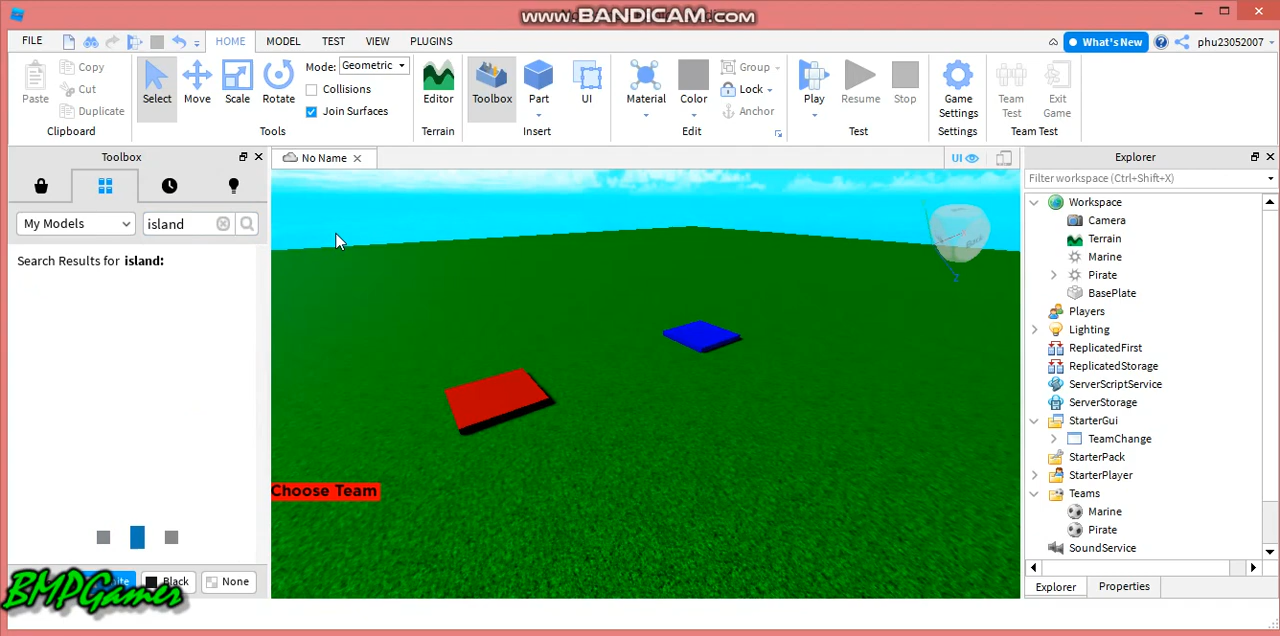 www.BANDICAM.com
FILE HOME MODEL TEST VIEW PLUGINS What's New phu23052007
Paste Copy Cut Duplicate Clipboard
Select Move Scale Rotate Mode: Geometric Collisions Join Surfaces Tools
Editor Terrain
Toolbox Part UI Insert
Material Color Group Lock Anchor Edit
Play Resume Stop Test
Game Settings Settings
Team Test Exit Game Team Test
Toolbox
No Name
UI
Explorer
My Models island
Search Results for island:
Filter workspace (Ctrl+Shift+X)
Workspace
Camera
Terrain
Marine
Pirate
BasePlate
Players
Lighting
ReplicatedFirst
ReplicatedStorage
ServerScriptService
ServerStorage
StarterGui
TeamChange
StarterPack
StarterPlayer
Teams
Marine
Pirate
SoundService
Choose Team
Black None
BMPGamer
Explorer Properties